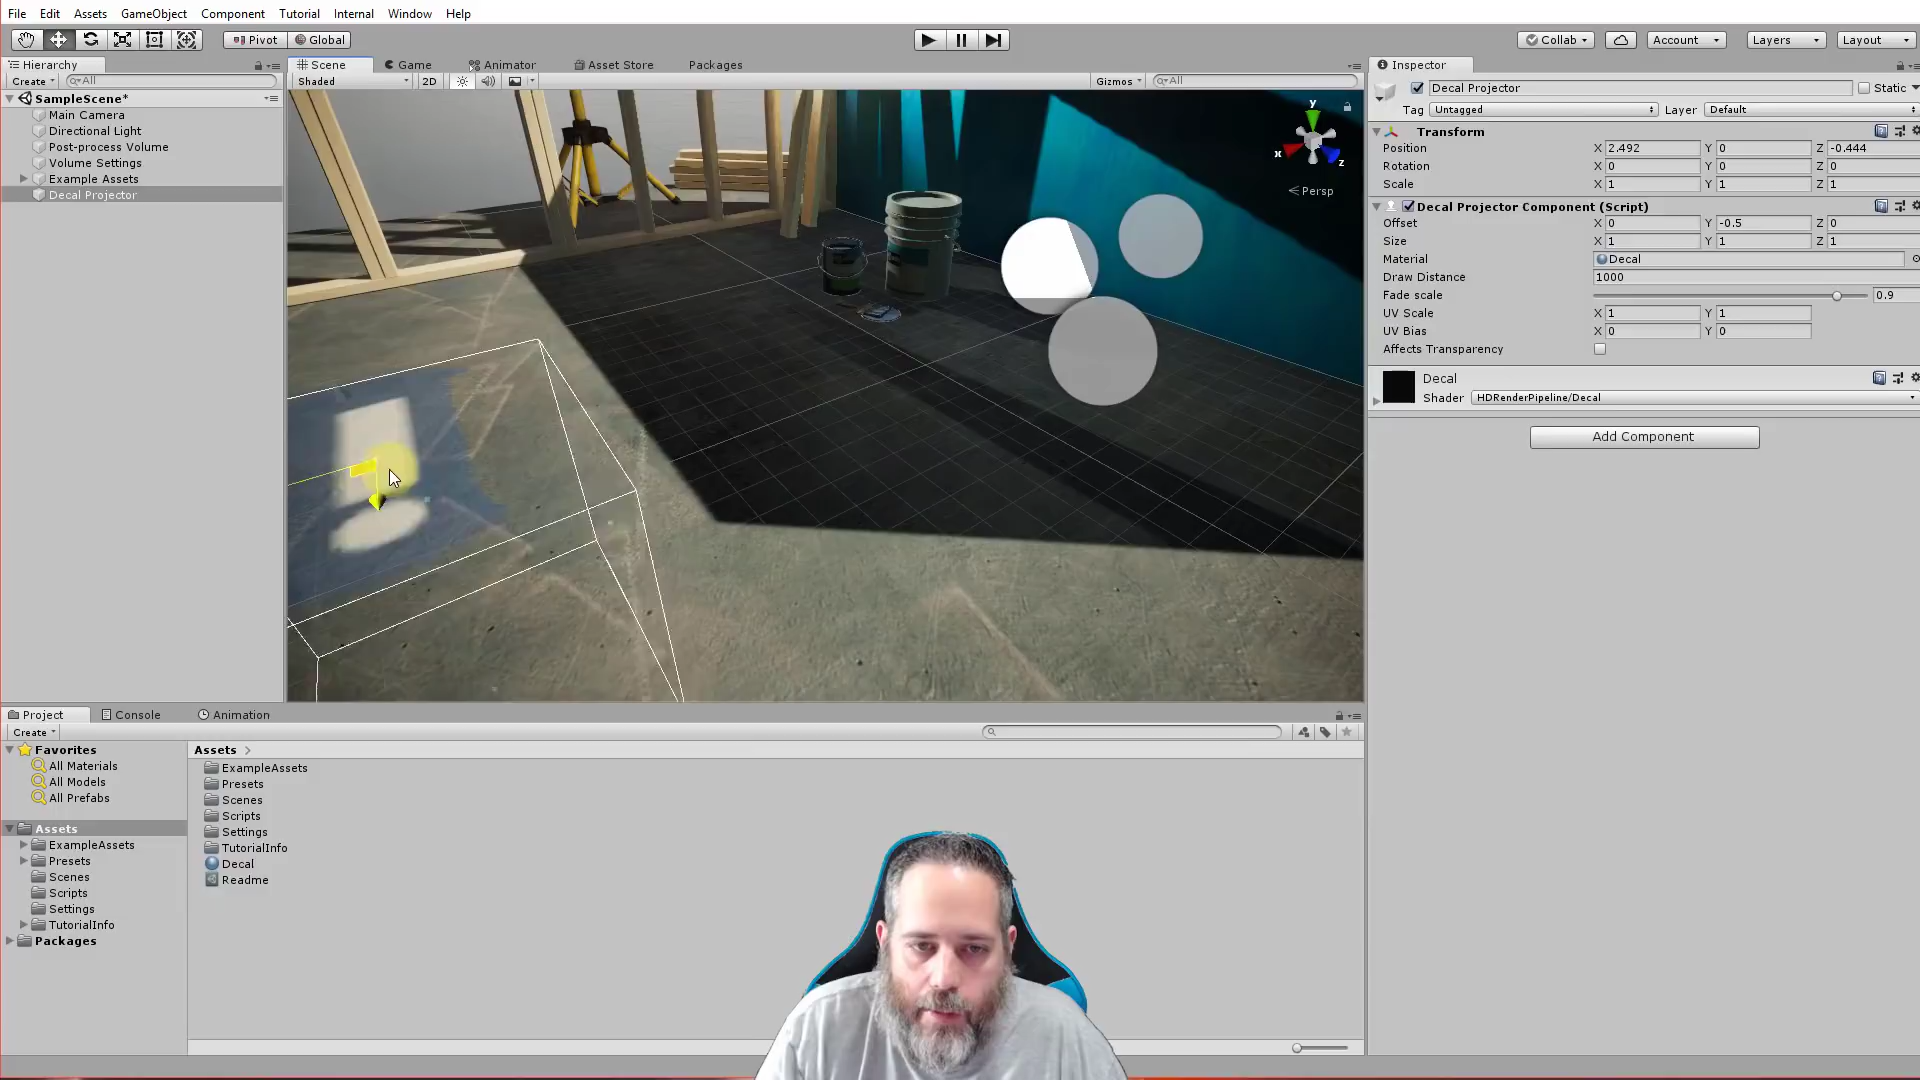 File Edit Assets GameObject Component Tutorial Internal Window Help
Pivot Global Collab Account Layers Layout
Hierarchy
Create All
SampleScene*
Main Camera
Directional Light
Post-process Volume
Volume Settings
Example Assets
Decal Projector
Scene Game Animator Asset Store Packages
Shaded 2D Gizmos All
y
x
z
Persp
Inspector
Decal Projector Static
Tag Untagged Layer Default
Transform
Position X 2.492 Y 0 Z -0.444
Rotation X 0 Y 0 Z 0
Scale X 1 Y 1 Z 1
Decal Projector Component (Script)
Offset X 0 Y -0.5 Z 0
Size X 1 Y 1 Z 1
Material Decal
Draw Distance 1000
Fade scale 0.9
UV Scale X 1 Y 1
UV Bias X 0 Y 0
Affects Transparency
Decal
Shader HDRenderPipeline/Decal
Add Component
Project Console Animation
Create
Favorites
All Materials
All Models
All Prefabs
Assets
ExampleAssets
Presets
Scenes
Scripts
Settings
TutorialInfo
Packages
Assets
ExampleAssets
Presets
Scenes
Scripts
Settings
TutorialInfo
Decal
Readme